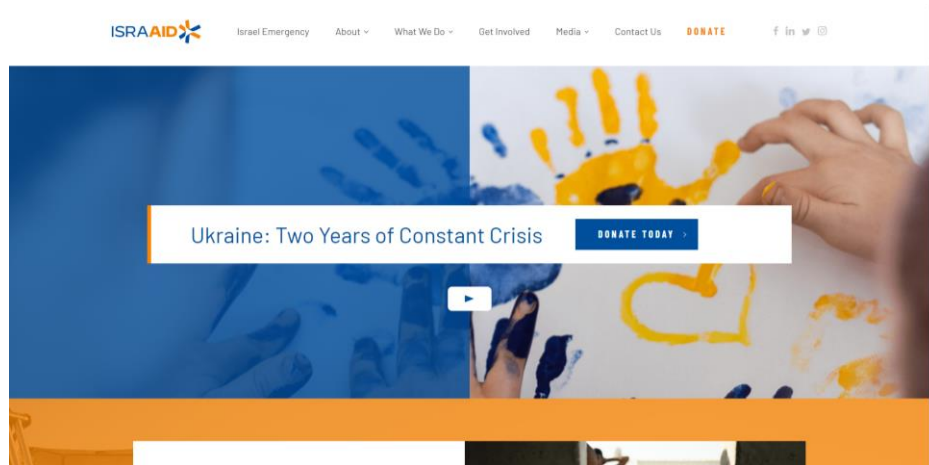 ISRAAID
Israel Emergency
About
What We Do
Get Involved
Media
Contact Us
DONATE
Ukraine: Two Years of Constant Crisis
DONATE TODAY